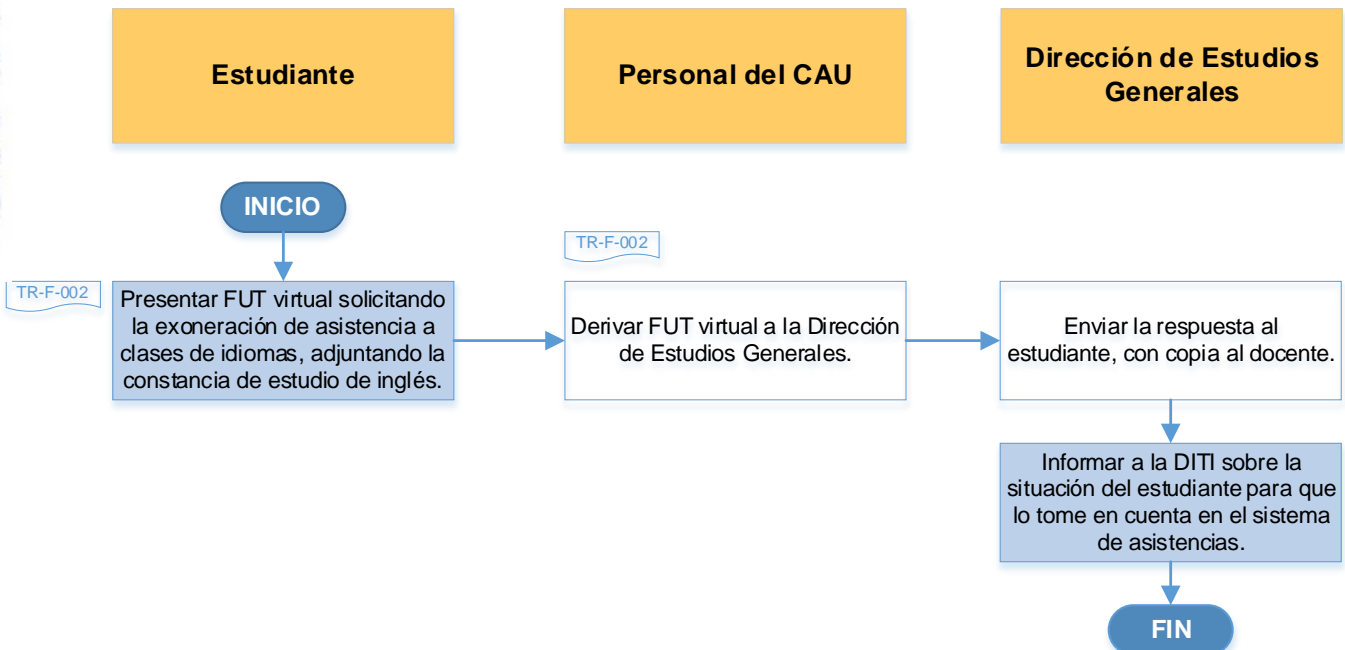 Estudiante
Personal del CAU
Dirección de Estudios
Generales
INICIO
TR-F-002
TR-F-002
Presentar FUT virtual solicitando
la exoneración de asistencia a
clases de idiomas, adjuntando la
constancia de estudio de inglés.
Derivar FUT virtual a la Dirección
de Estudios Generales.
Enviar la respuesta al
estudiante, con copia al docente.
Informar a la DITI sobre la
situación del estudiante para que
lo tome en cuenta en el sistema
de asistencias.
FIN